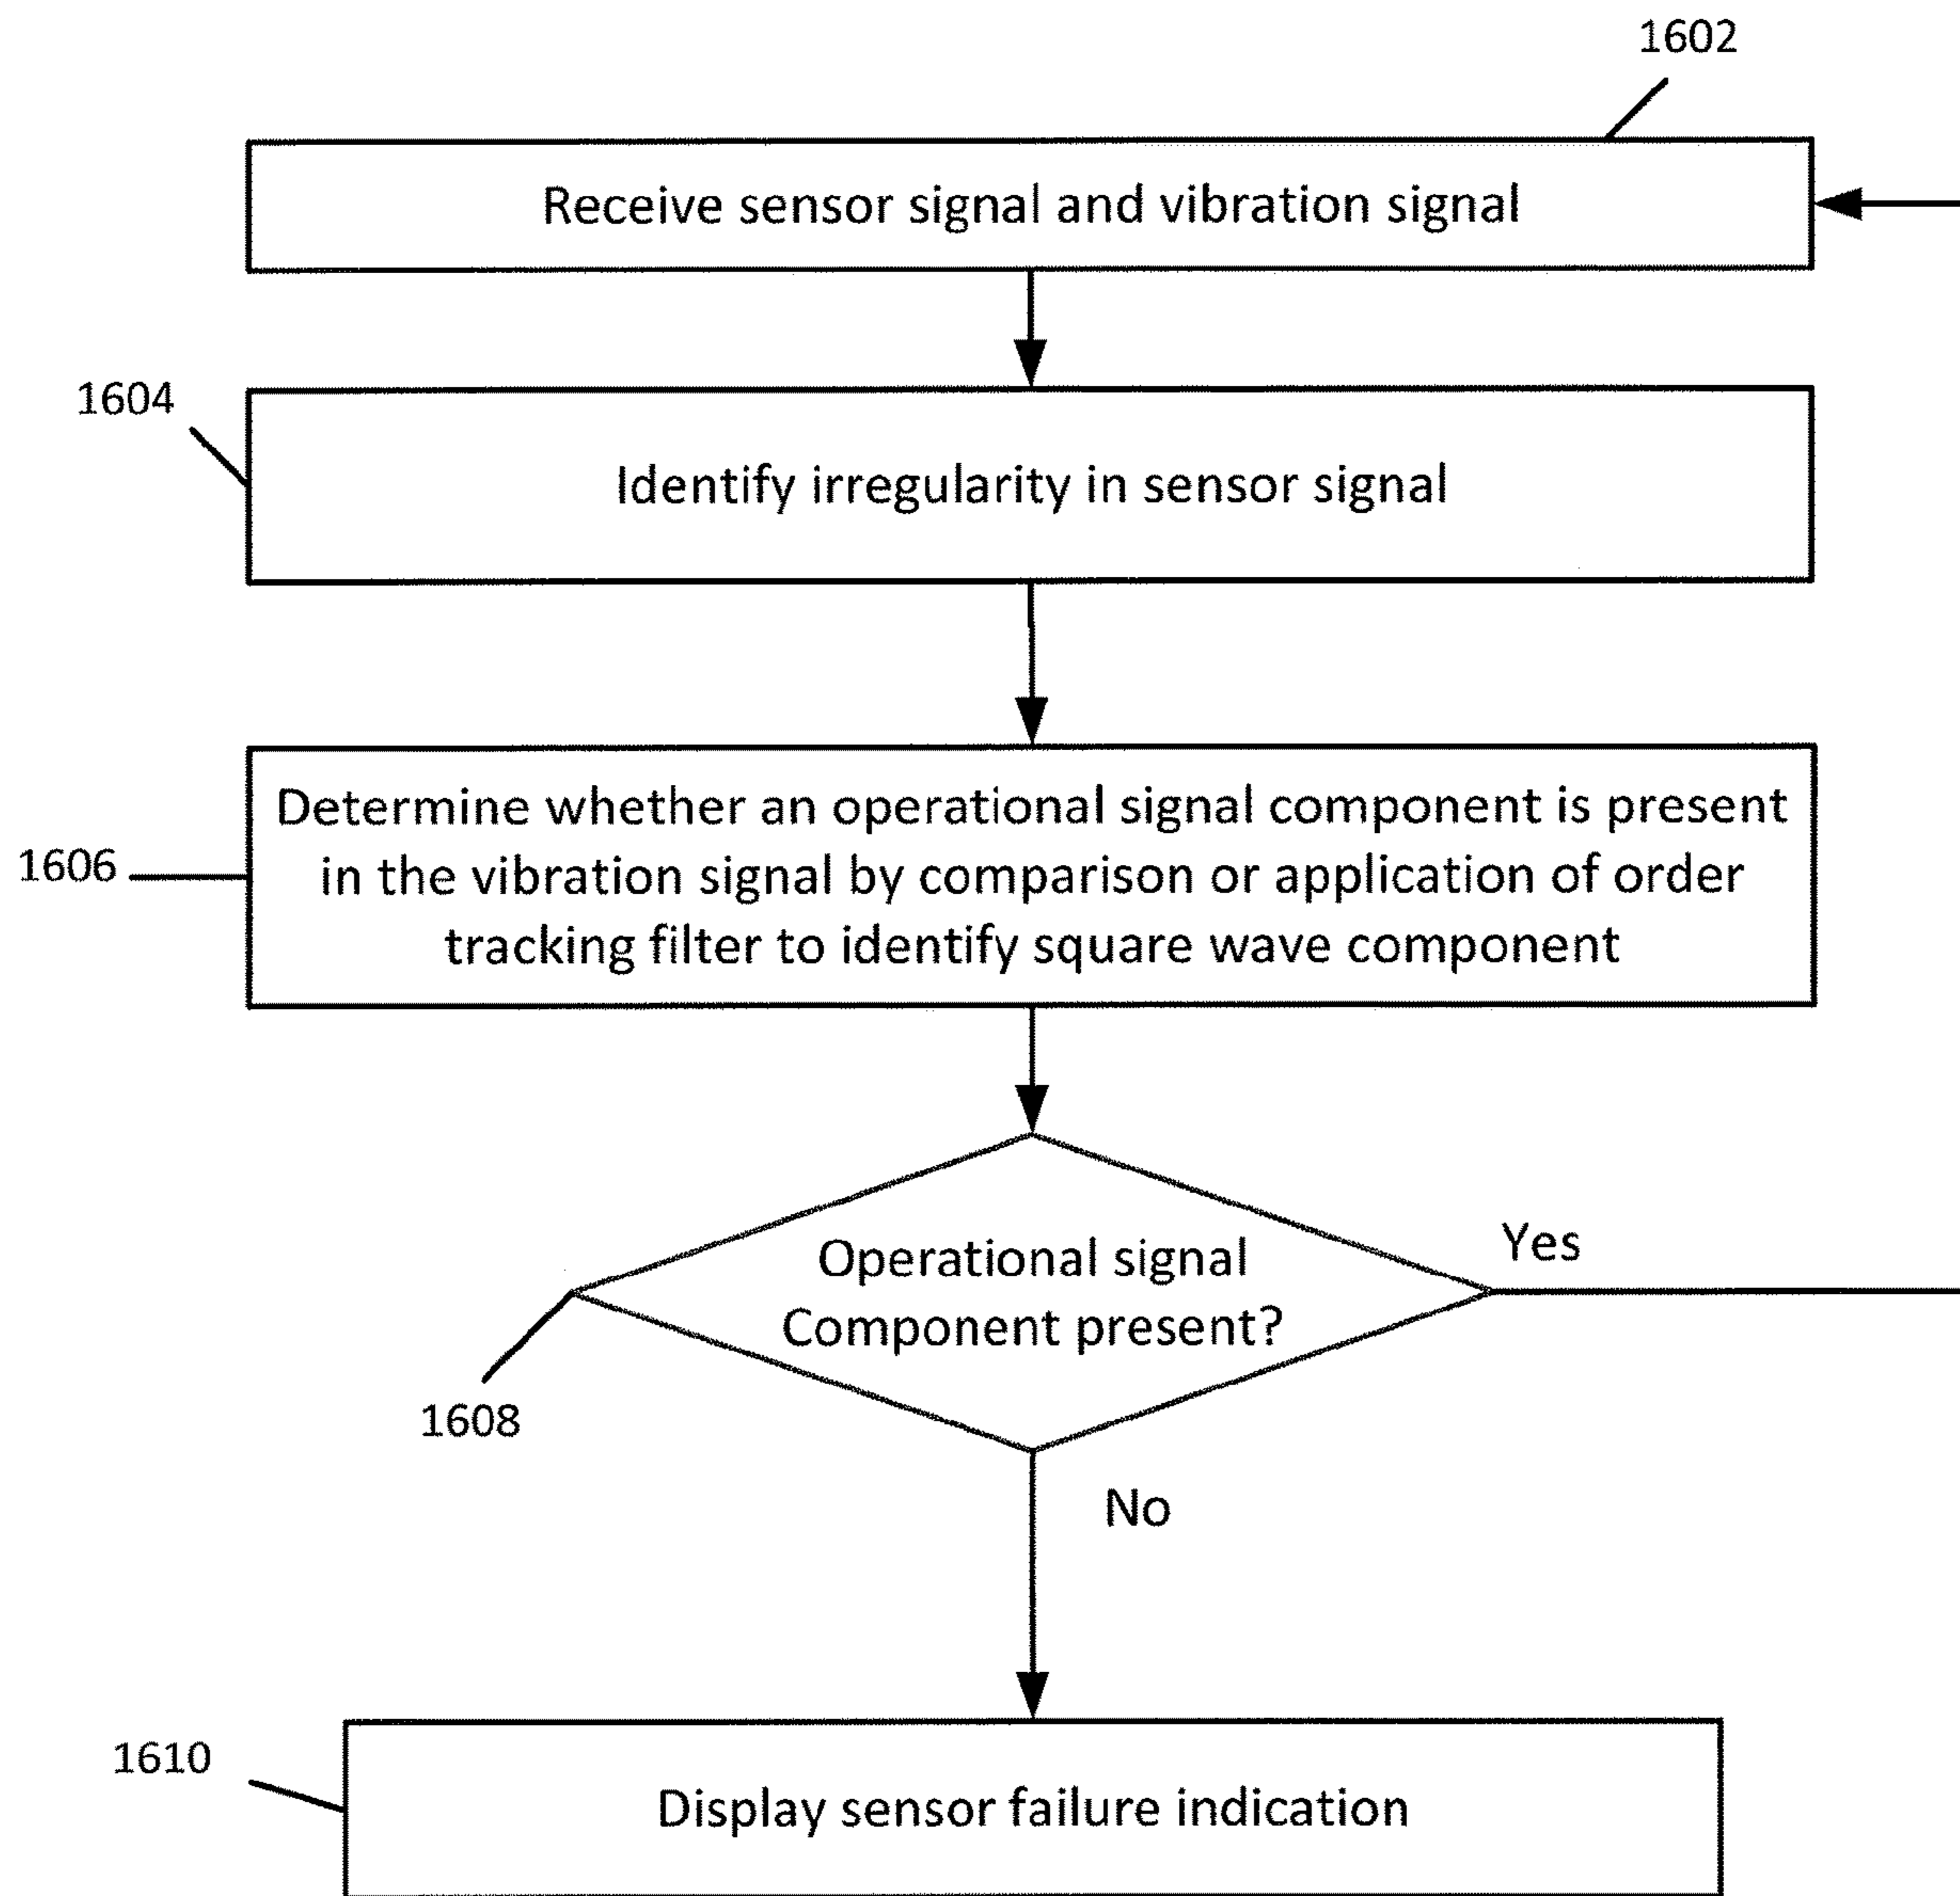 1602
Receive sensor signal and vibration signal
1604
Identify irregularity in sensor signal
Determine whether an operational signal component is present
1606
in the vibration signal by comparison or application of order
tracking filter to identify square wave component
Operational signal
Component present?
Yes
1608
No
1610
Display sensor failure indication